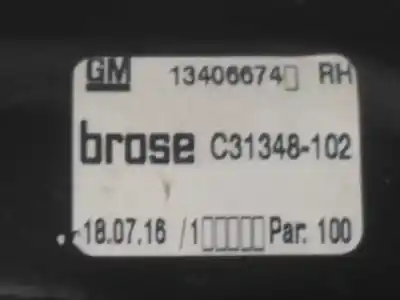 GM 13406674▯ RH
brose C31348-102
18.07.16 /1▯▯▯▯▯ Par. 100